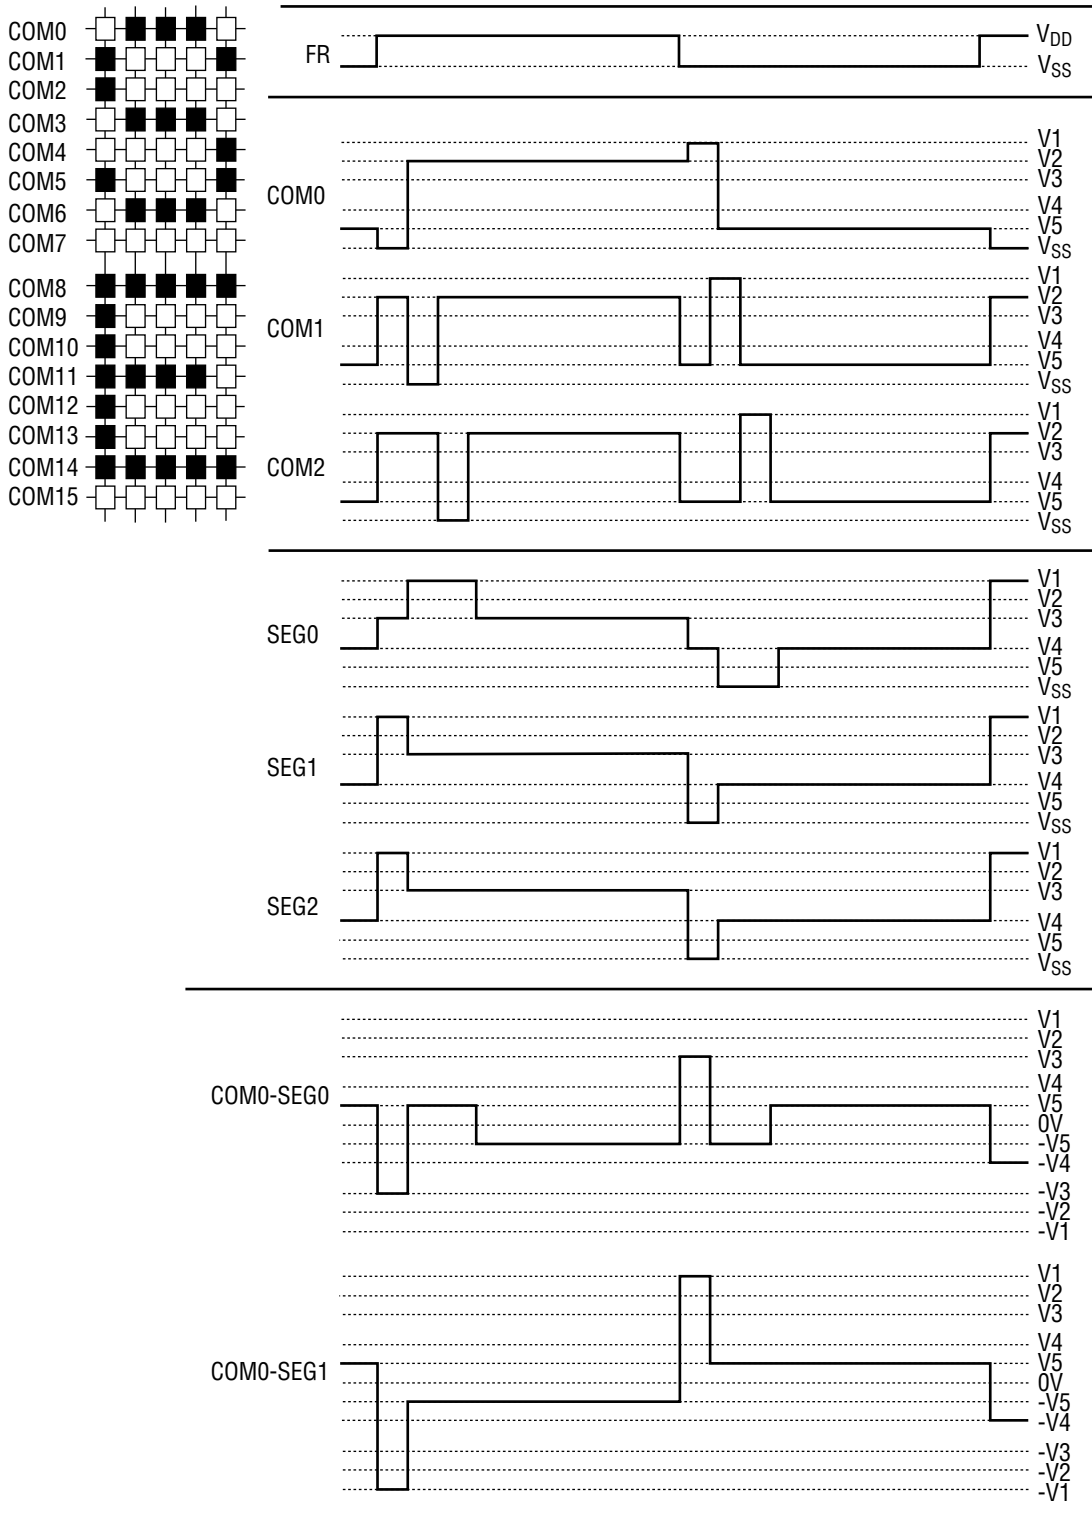 COM0
COM1
COM2
COM3
COM4
COM5
COM6
COM7
COM8
COM9
COM10
COM11
COM12
COM13
COM14
COM15
FR
VDD
VSS
COM0
V1
V2
V3
V4
V5
VSS
COM1
V1
V2
V3
V4
V5
VSS
COM2
V1
V2
V3
V4
V5
VSS
SEG0
V1
V2
V3
V4
V5
VSS
SEG1
V1
V2
V3
V4
V5
VSS
SEG2
V1
V2
V3
V4
V5
VSS
COM0-SEG0
V1
V2
V3
V4
V5
0V
-V5
-V4
-V3
-V2
-V1
COM0-SEG1
V1
V2
V3
V4
V5
0V
-V5
-V4
-V3
-V2
-V1